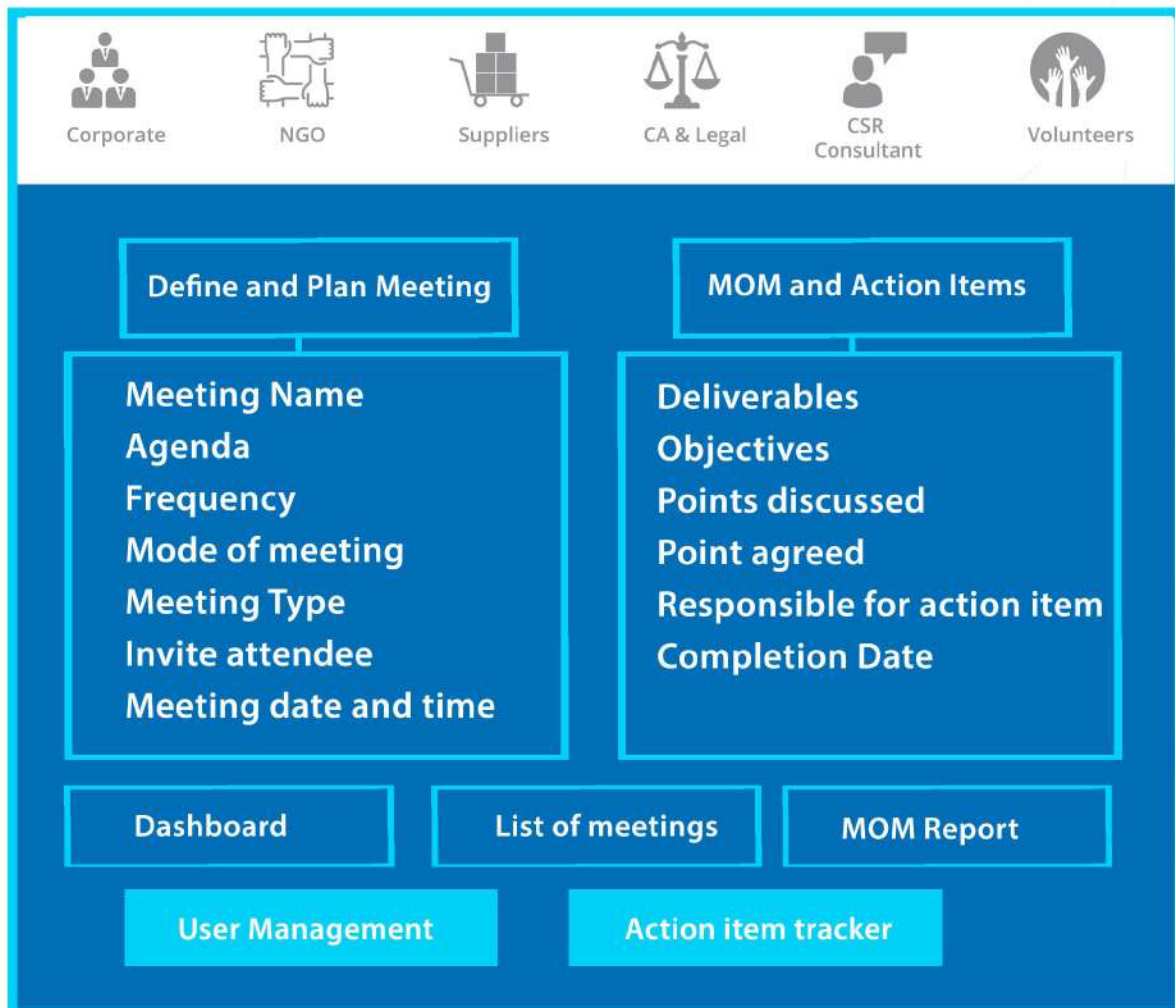 Corporate
NGO
Suppliers
CA & Legal
CSR
Consultant
Volunteers
Define and Plan Meeting
Meeting Name
Agenda
Frequency
Mode of meeting
Meeting Type
Invite attendee
Meeting date and time
MOM and Action Items
Deliverables
Objectives
Points discussed
Point agreed
Responsible for action item
Completion Date
Dashboard
List of meetings
MOM Report
User Management
Action item tracker